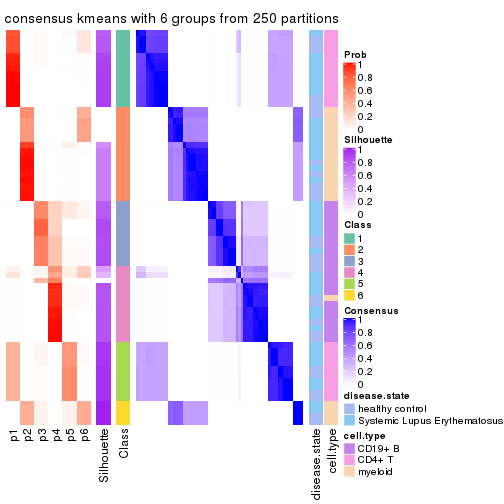 consensus kmeans with 6 groups from 250 partitions
Prob
1
0.8
0.6
0.4
0.2
0
Silhouette
1
0.8
0.6
0.4
0.2
0
Class
1
2
3
4
5
6
Consensus
1
0.8
0.6
0.4
0.2
0
disease.state
healthy control
Systemic Lupus Erythematosus
cell.type
CD19+ B
CD4+ T
myeloid
p1
p2
p3
p4
p5
p6
Silhouette
Class
disease.state
cell.type